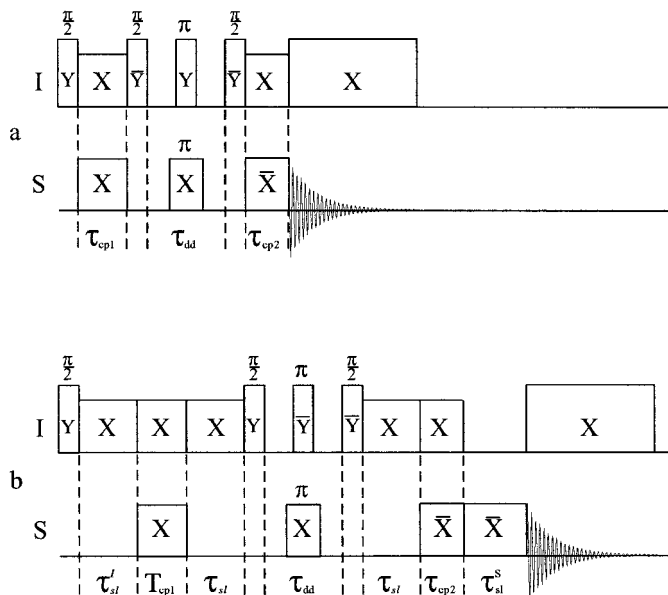 π/2 π/2 π π/2
I Y X Y̅ Y Y̅ X X
a
π
S X X X̅
τcp1 τdd τcp2
π/2 π/2 π π/2
I Y X X X Y Y̅ Y̅ X X X
b
π
S X X X̅ X̅
τ^I_sl Tcp1 τsl τdd τsl τcp2 τ^S_sl